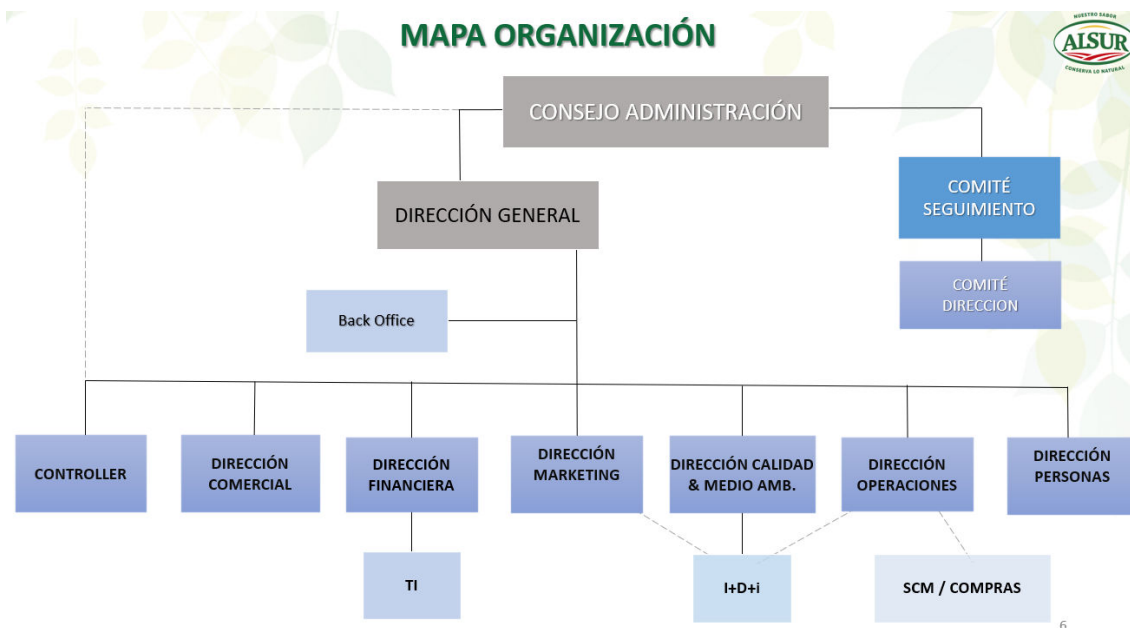 MAPA ORGANIZACIÓN
NUESTRO SABOR
ALSUR
CONSERVA LO NATURAL
CONSEJO ADMINISTRACIÓN
DIRECCIÓN GENERAL
COMITÉ
SEGUIMIENTO
COMITÉ
DIRECCION
Back Office
CONTROLLER
DIRECCIÓN
COMERCIAL
DIRECCIÓN
FINANCIERA
DIRECCIÓN
MARKETING
DIRECCIÓN CALIDAD
& MEDIO AMB.
DIRECCIÓN
OPERACIONES
DIRECCIÓN
PERSONAS
TI
I+D+i
SCM / COMPRAS
6